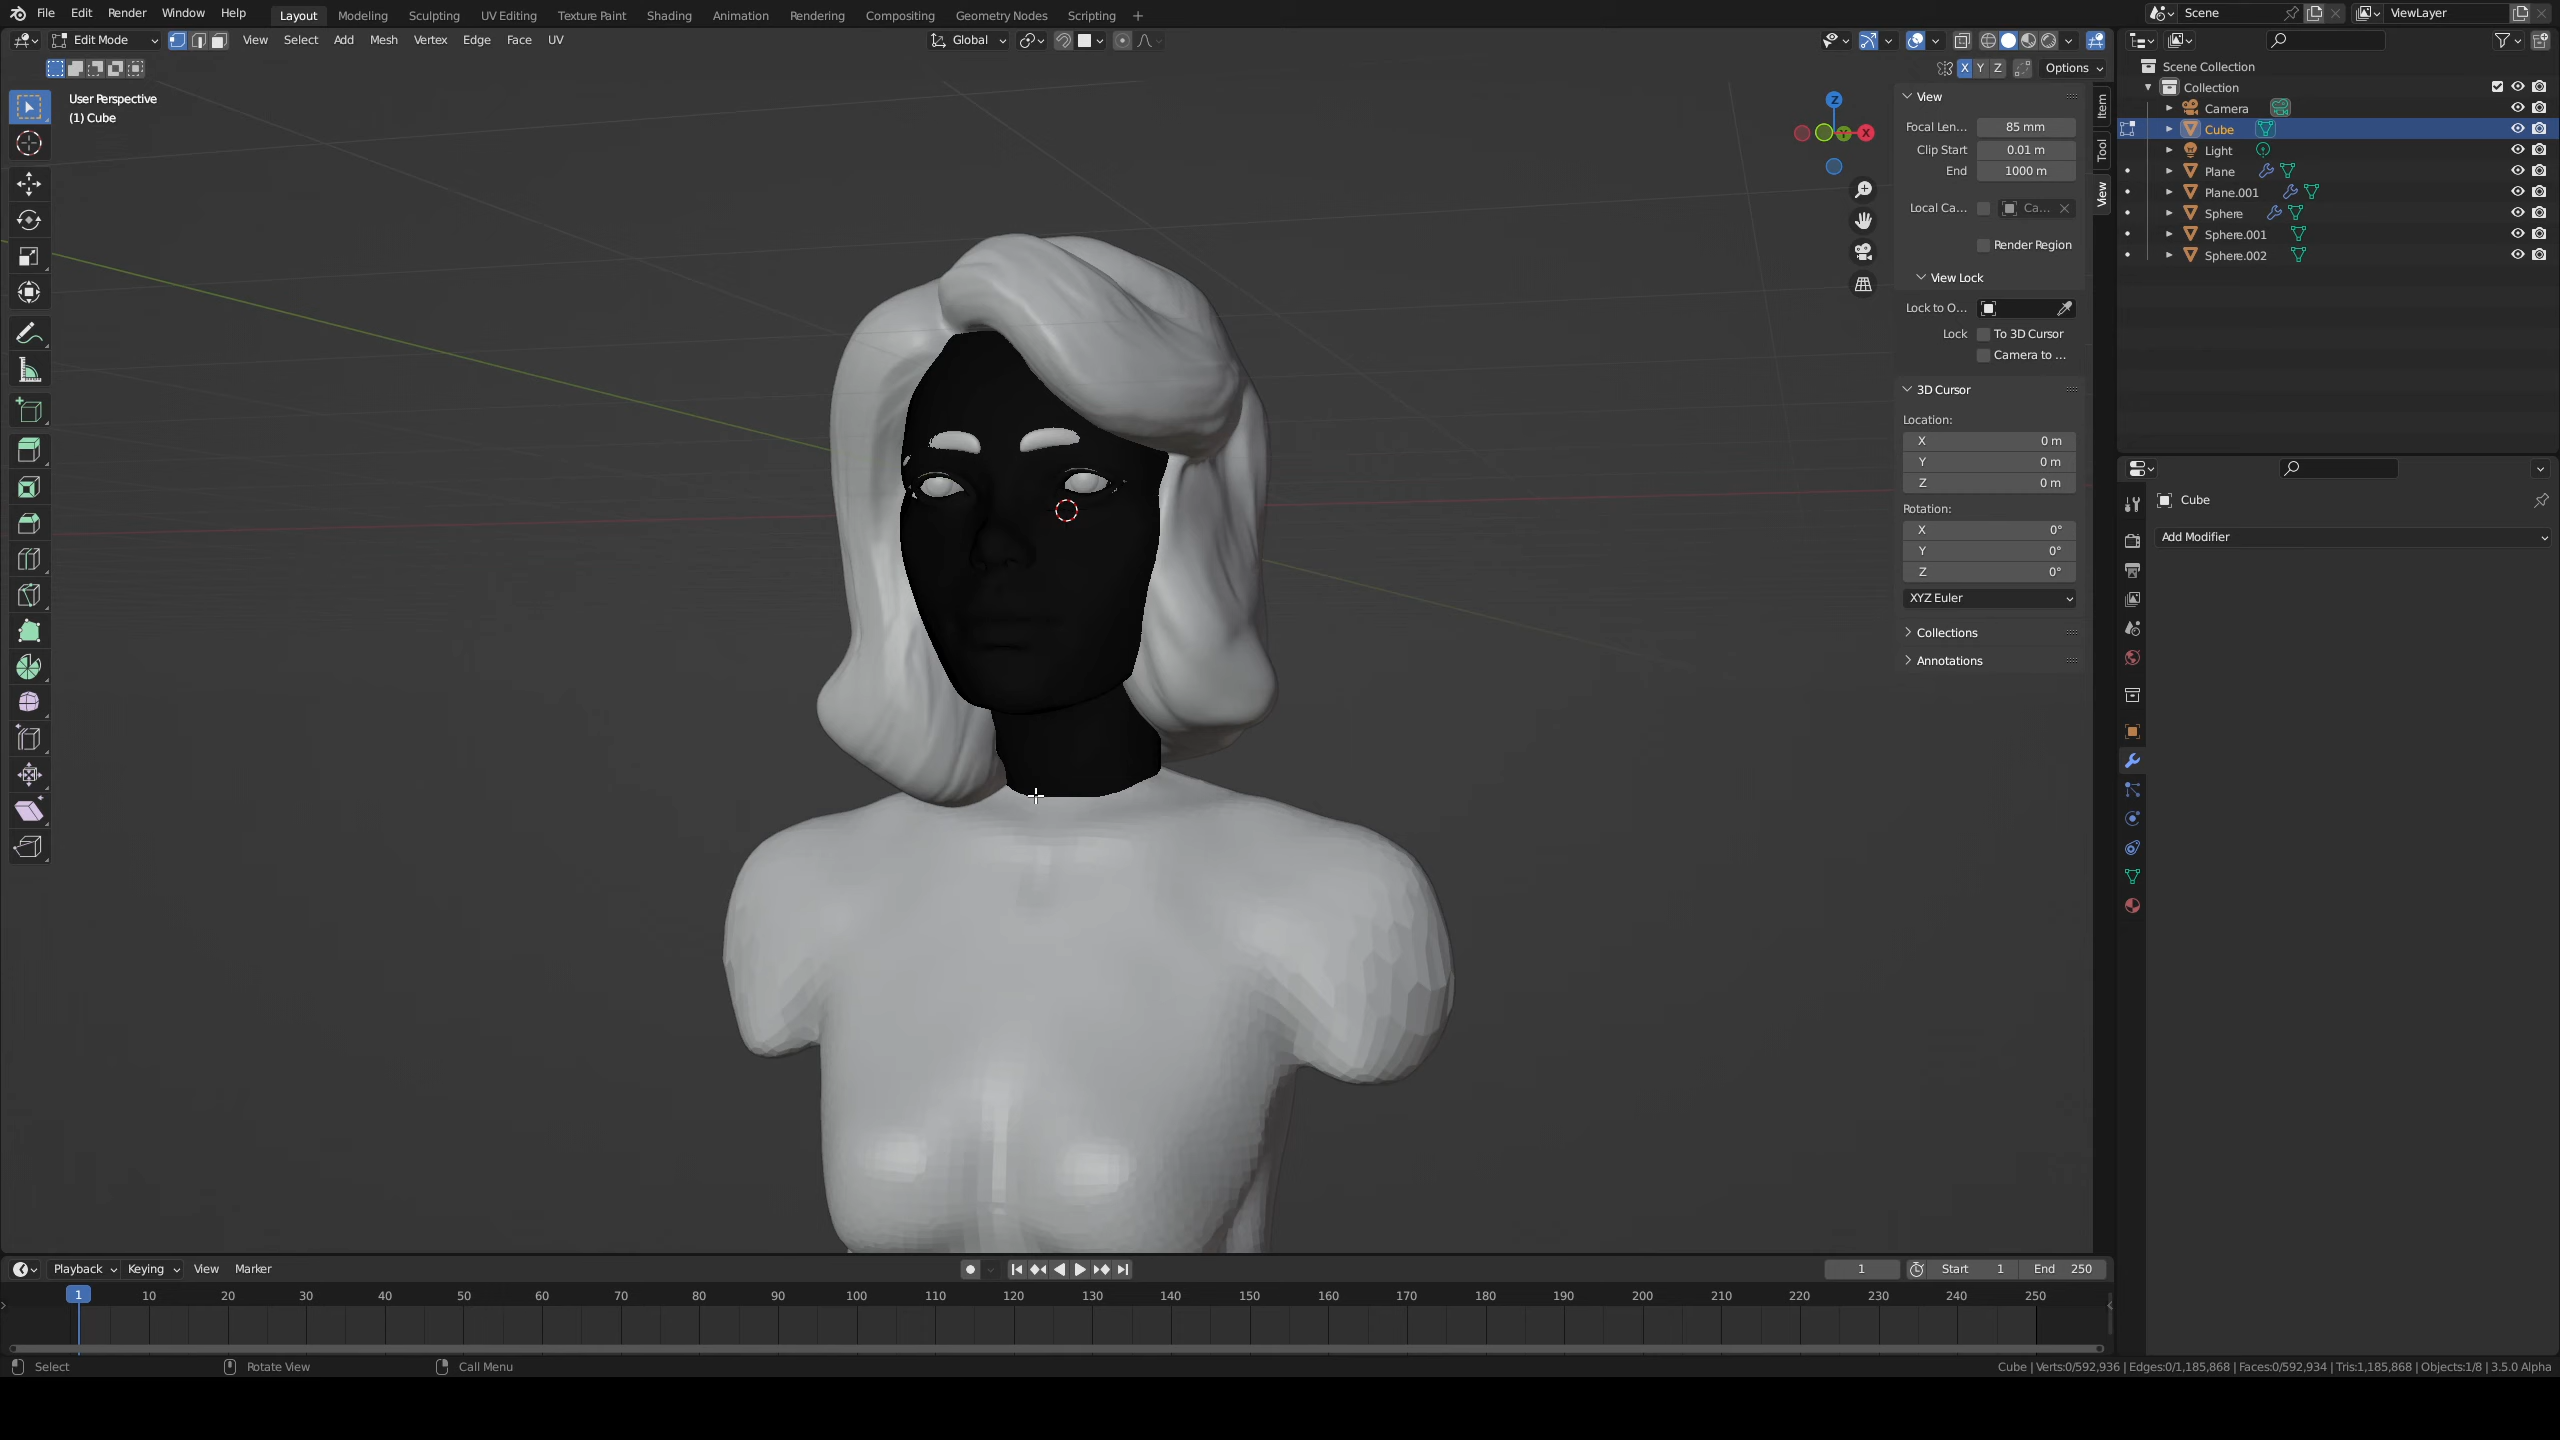 File Edit Render Window Help Layout Modeling Sculpting UV Editing Texture Paint Shading Animation Rendering Compositing Geometry Nodes Scripting + Scene ViewLayer
Edit Mode View Select Add Mesh Vertex Edge Face UV Global
X Y Z Options
User Perspective
(1) Cube
Z
X
Y
Item
Tool
View
View
Focal Len... 85 mm
Clip Start 0.01 m
End 1000 m
Local Ca... Ca...
Render Region
View Lock
Lock to O...
Lock To 3D Cursor
Camera to ...
3D Cursor
Location:
X 0 m
Y 0 m
Z 0 m
Rotation:
X 0°
Y 0°
Z 0°
XYZ Euler
Collections
Annotations
Scene Collection
Collection
Camera
Cube
Light
Plane
Plane.001
Sphere
Sphere.001
Sphere.002
Cube
Add Modifier
Playback Keying View Marker 1 Start 1 End 250
1 10 20 30 40 50 60 70 80 90 100 110 120 130 140 150 160 170 180 190 200 210 220 230 240 250
Select Rotate View Call Menu Cube | Verts:0/592,936 | Edges:0/1,185,868 | Faces:0/592,934 | Tris:1,185,868 | Objects:1/8 | 3.5.0 Alpha